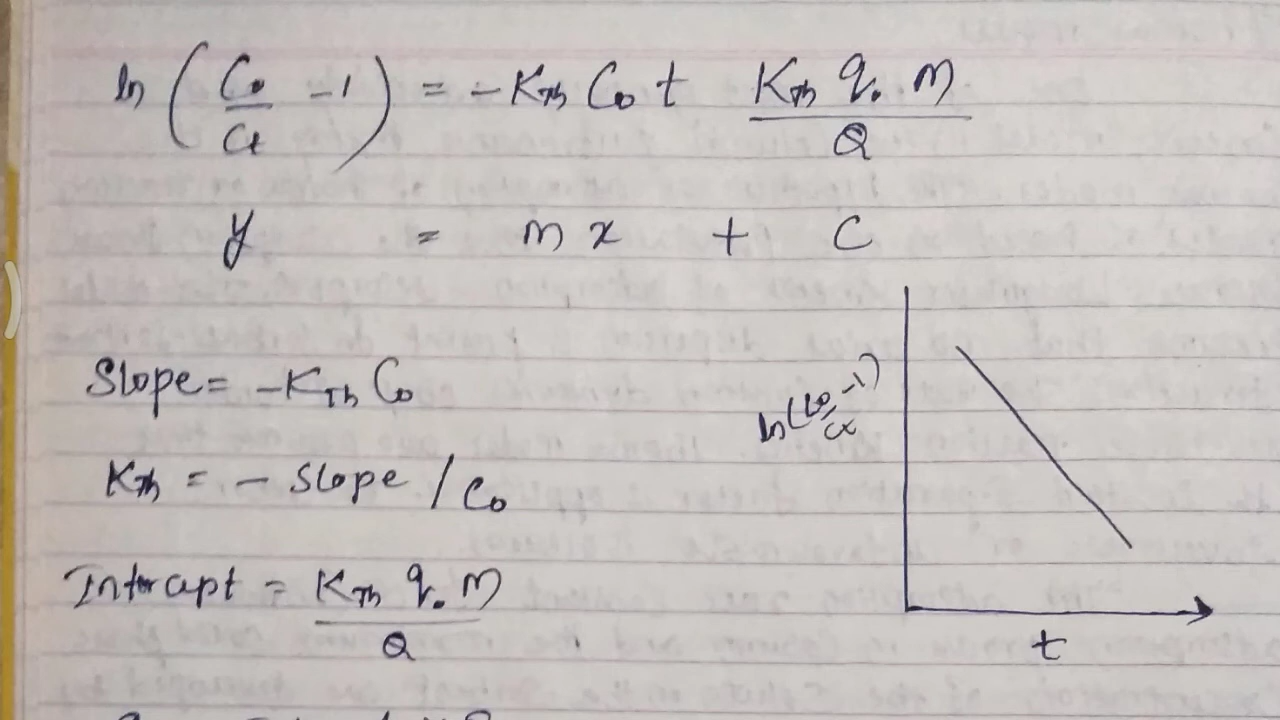 ln (C₀/Ct - 1) = - K_Th C₀ t   K_Th q₀ m / Q
y = m x + C
Slope = - K_Th C₀
K_Th = - Slope / C₀
ln(C₀/Ct -1)
Intercapt = K_Th q₀ m / Q
t